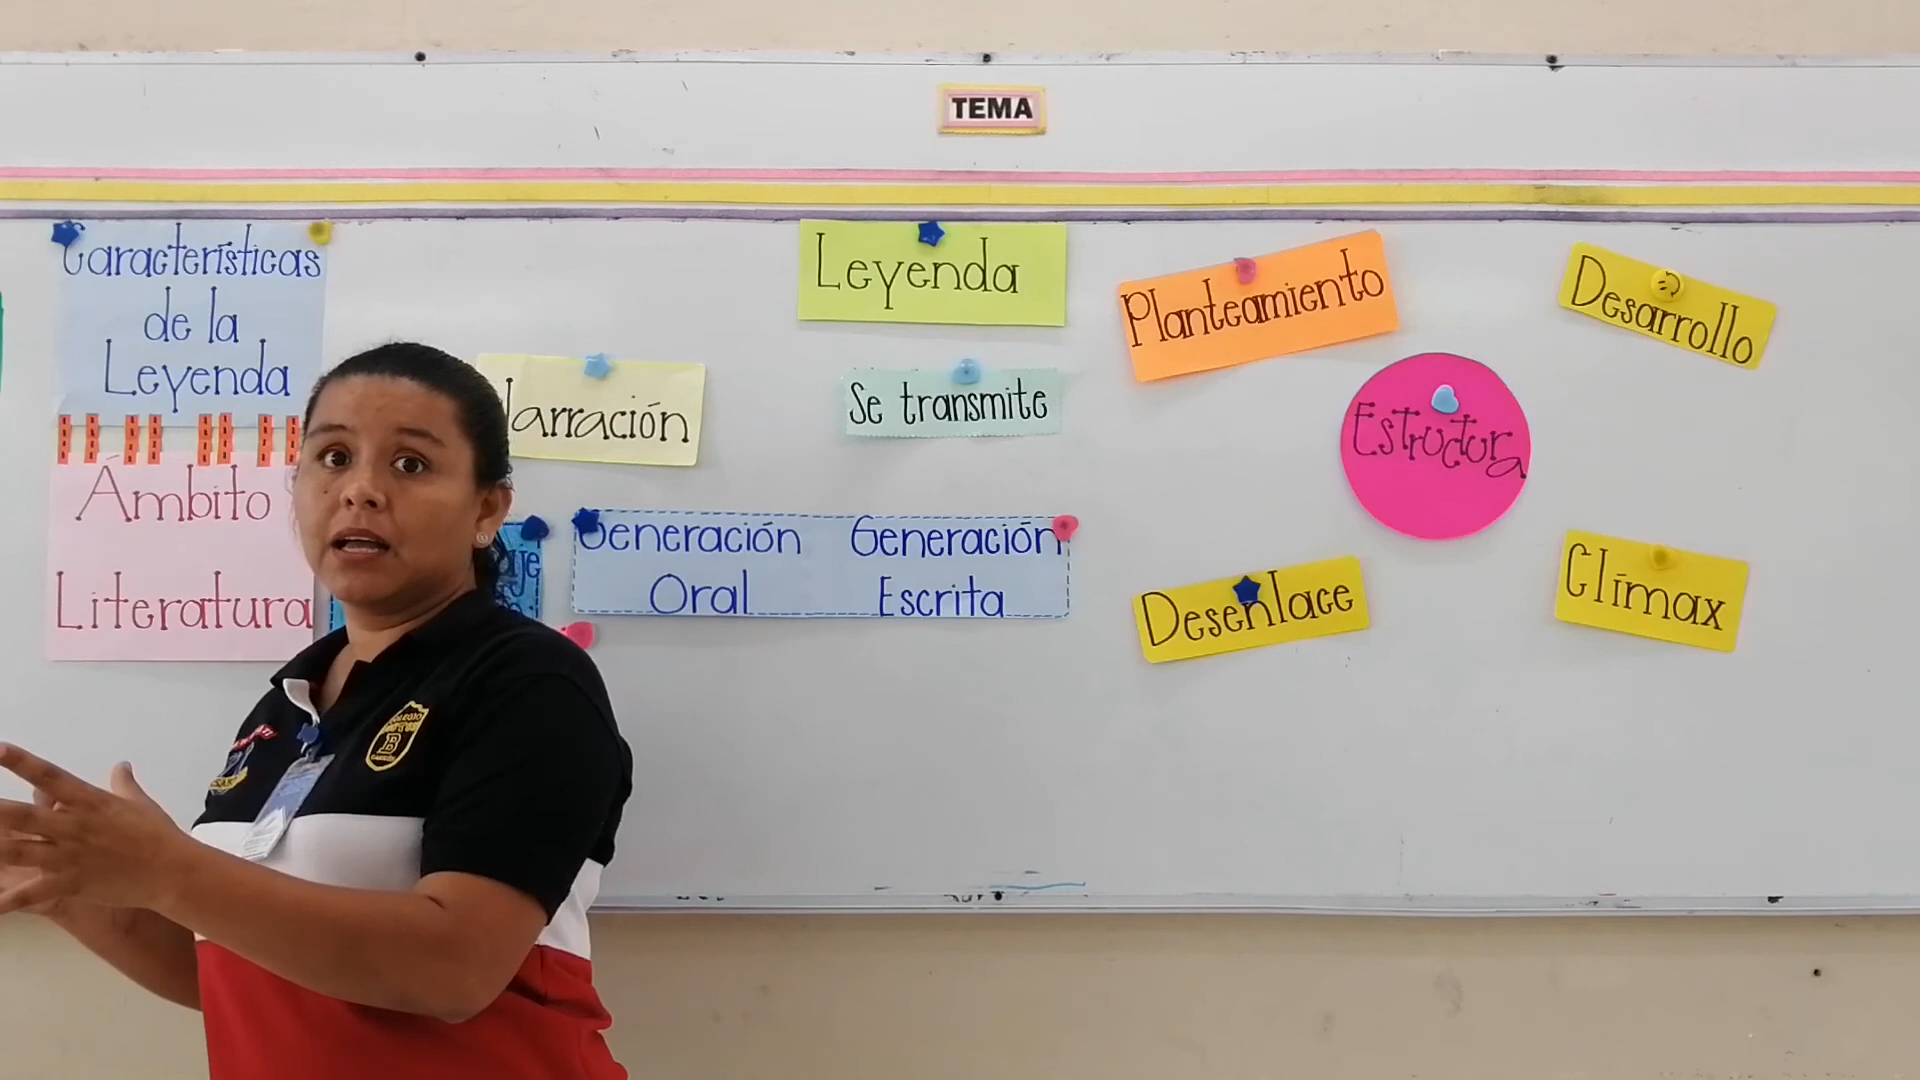 TEMA
Características
de la
Leyenda
Ámbito
Literatura
Narración
Leyenda
Se transmite
Generación Generación
Oral Escrita
Planteamiento
Desarrollo
Estructura
Desenlace
Clímax